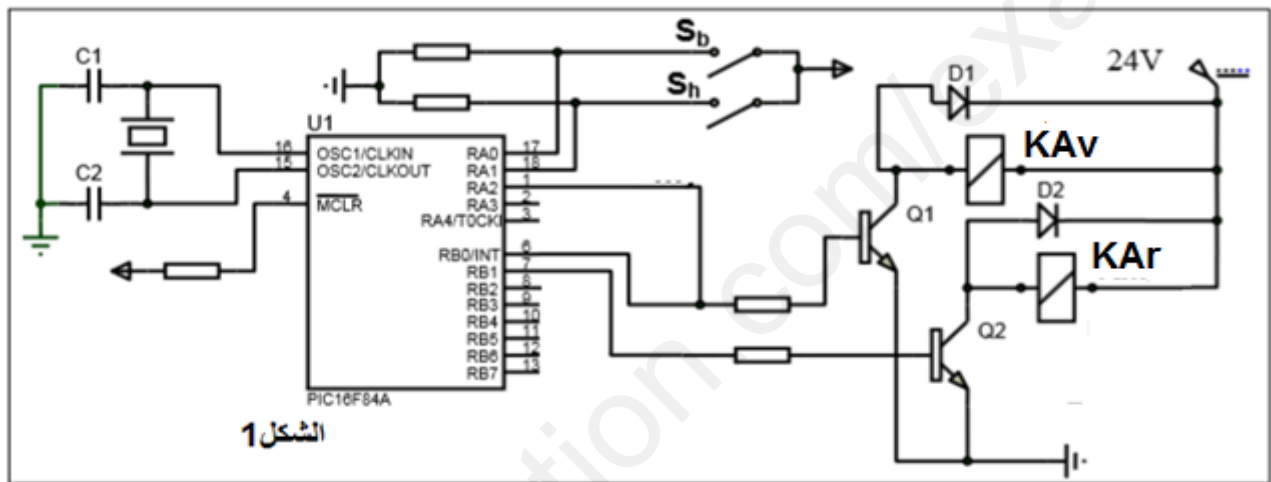 C1
C2
U1
16
15
4
OSC1/CLKIN
OSC2/CLKOUT
MCLR
RA0
RA1
RA2
RA3
RA4/T0CKI
RB0/INT
RB1
RB2
RB3
RB4
RB5
RB6
RB7
17
18
1
2
3
6
7
8
9
10
11
12
13
PIC16F84A
الشكل1
Sb
Sh
24V
D1
KAv
Q1
D2
KAr
Q2